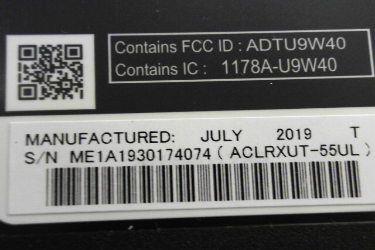 Contains FCC ID : ADTU9W40
Contains IC : 1178A-U9W40
MANUFACTURED: JULY 2019 T
S/N ME1A1930174074 ( ACLRXUT-55UL )